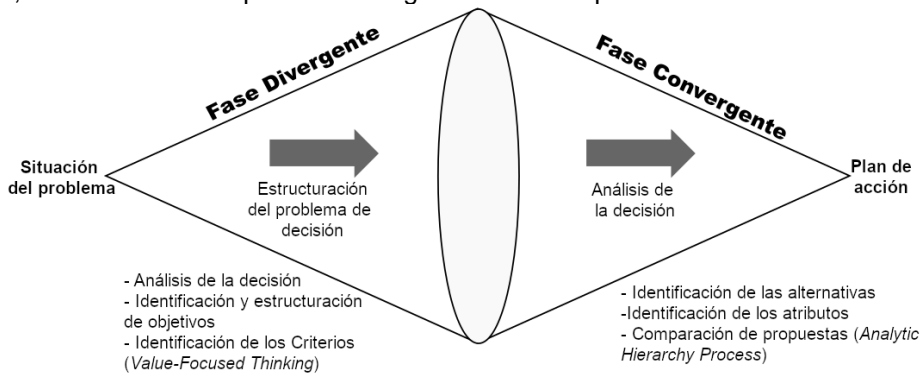 Fase Divergente
Fase Convergente
Situación
del problema
Estructuración
del problema de
decisión
Análisis de
la decisión
Plan de
acción
- Análisis de la decisión
- Identificación y estructuración
de objetivos
- Identificación de los Criterios
(Value-Focused Thinking)
- Identificación de las alternativas
-Identificación de los atributos
- Comparación de propuestas (Analytic
Hierarchy Process)